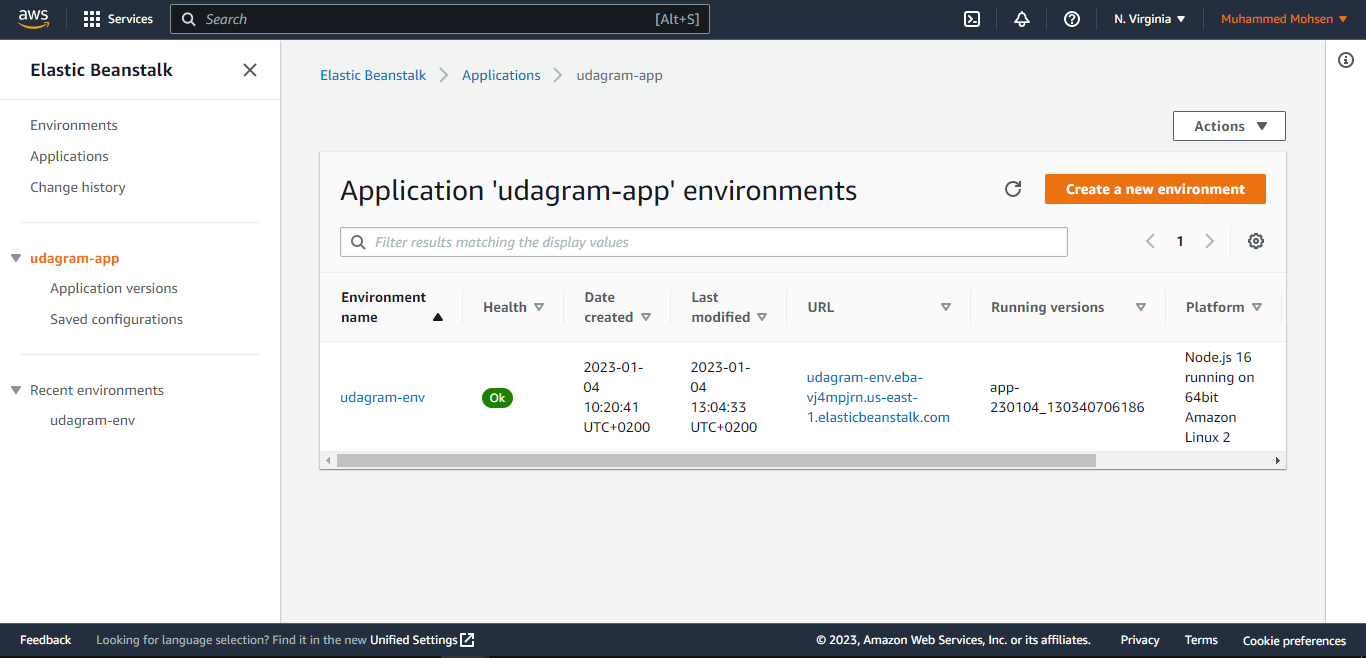 aws
Services
Search
[Alt+S]
N. Virginia
Muhammed Mohsen
Elastic Beanstalk
Environments
Applications
Change history
udagram-app
Application versions
Saved configurations
Recent environments
udagram-env
Elastic Beanstalk
Applications
udagram-app
Actions
Application 'udagram-app' environments
Create a new environment
Filter results matching the display values
1
Environment
name
Health
Date
created
Last
modified
URL
Running versions
Platform
udagram-env
Ok
2023-01-
04
10:20:41
UTC+0200
2023-01-
04
13:04:33
UTC+0200
udagram-env.eba-
vj4mpjrn.us-east-
1.elasticbeanstalk.com
app-
230104_130340706186
Node.js 16
running on
64bit
Amazon
Linux 2
Feedback
Looking for language selection? Find it in the new Unified Settings
© 2023, Amazon Web Services, Inc. or its affiliates.
Privacy
Terms
Cookie preferences